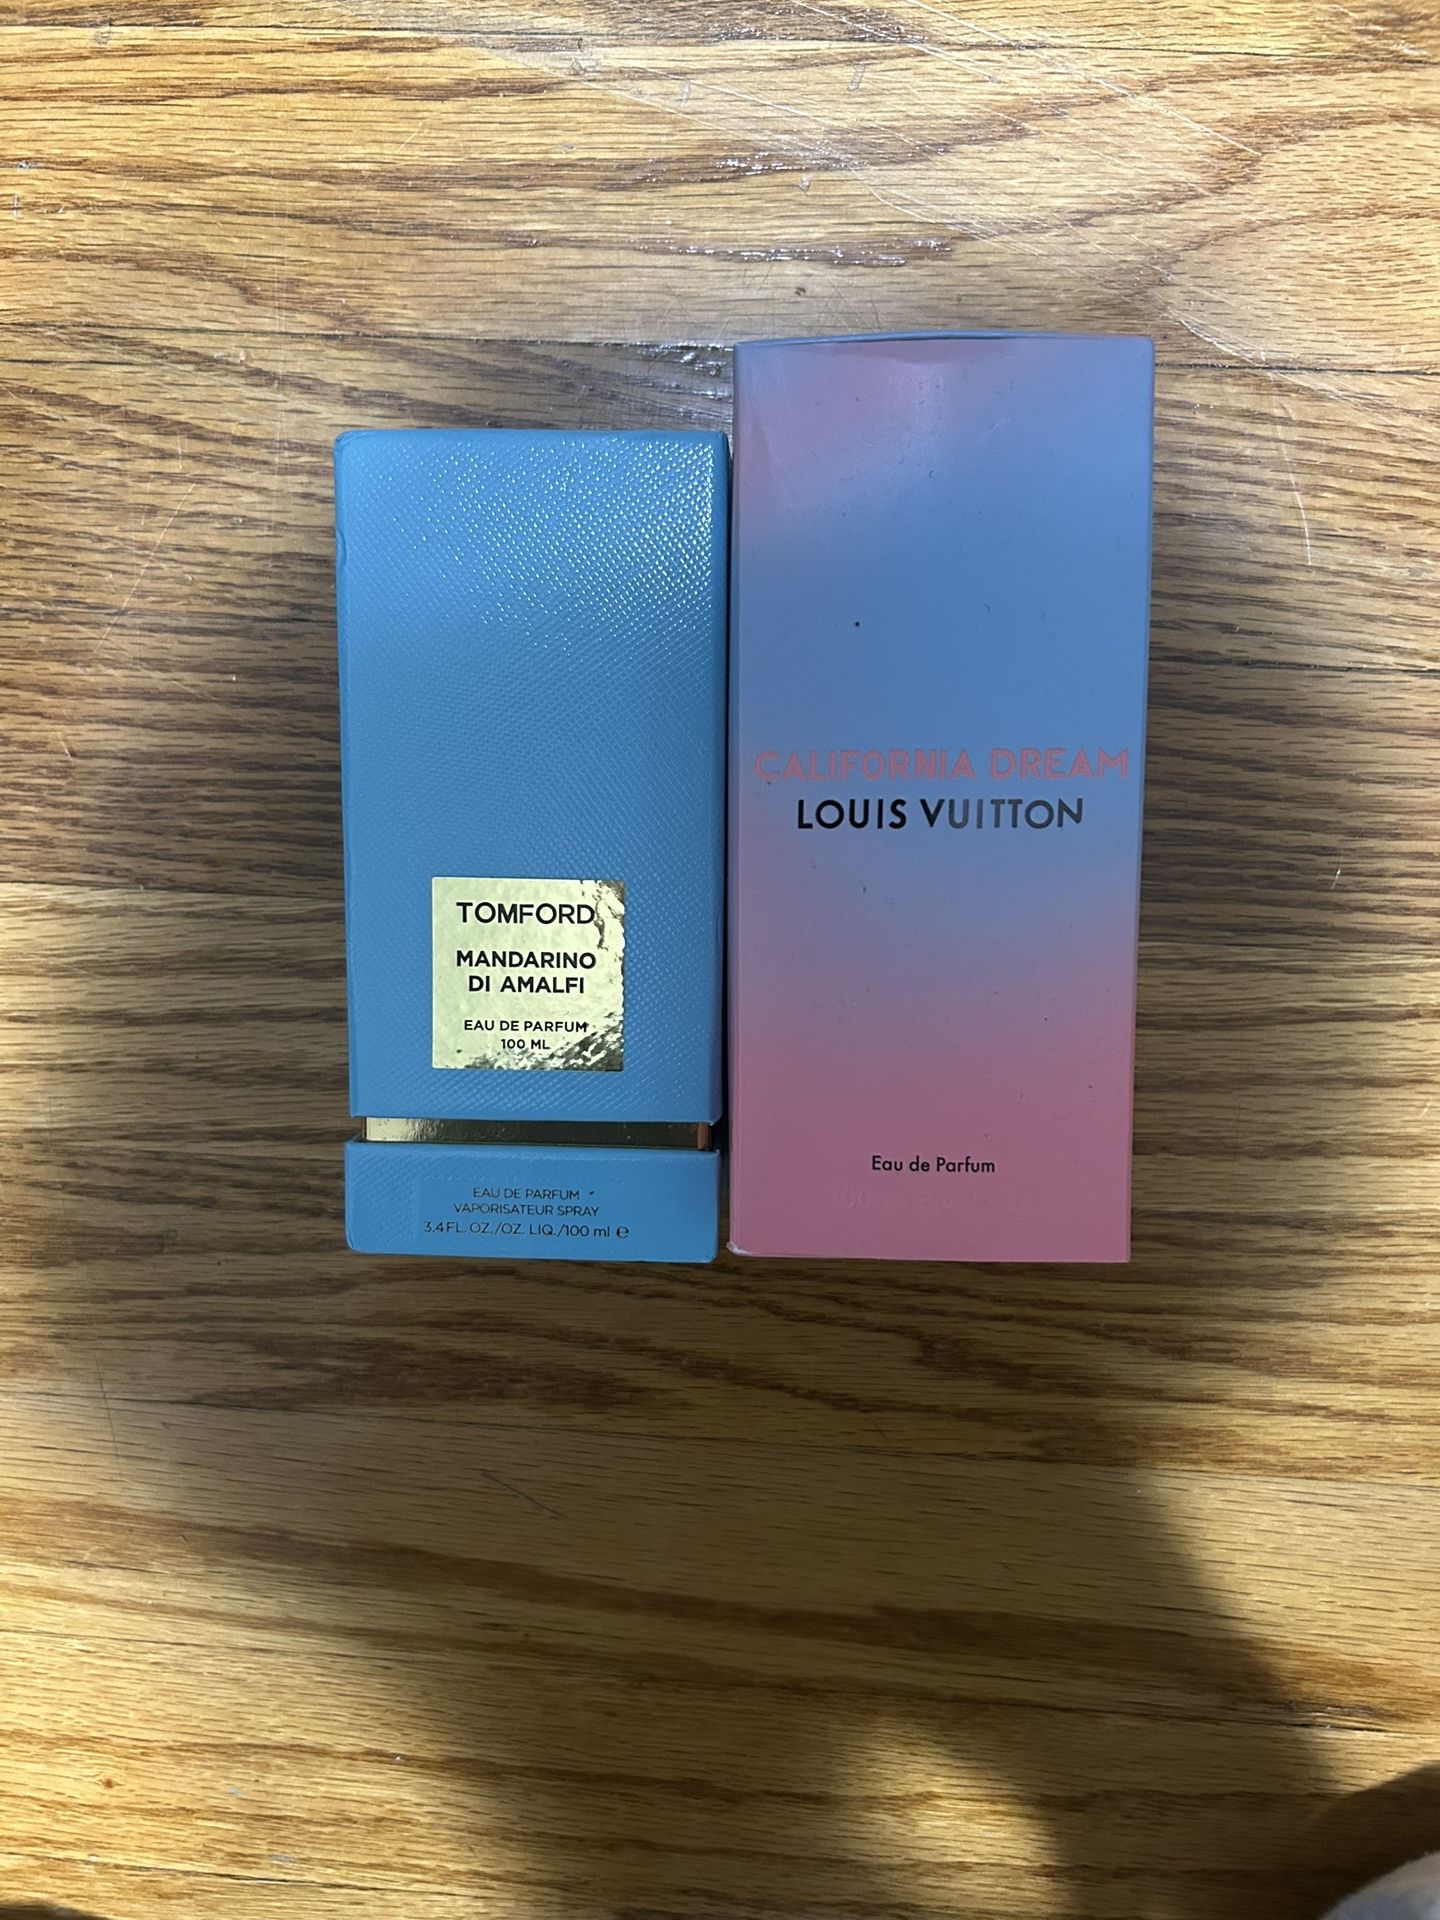 TOMFORD
MANDARINO
DI AMALFI
EAU DE PARFUM
100 ML
EAU DE PARFUM
VAPORISATEUR SPRAY
3.4FL. OZ./OZ. LIQ./100 ml e
CALIFORNIA DREAM
LOUIS VUITTON
Eau de Parfum